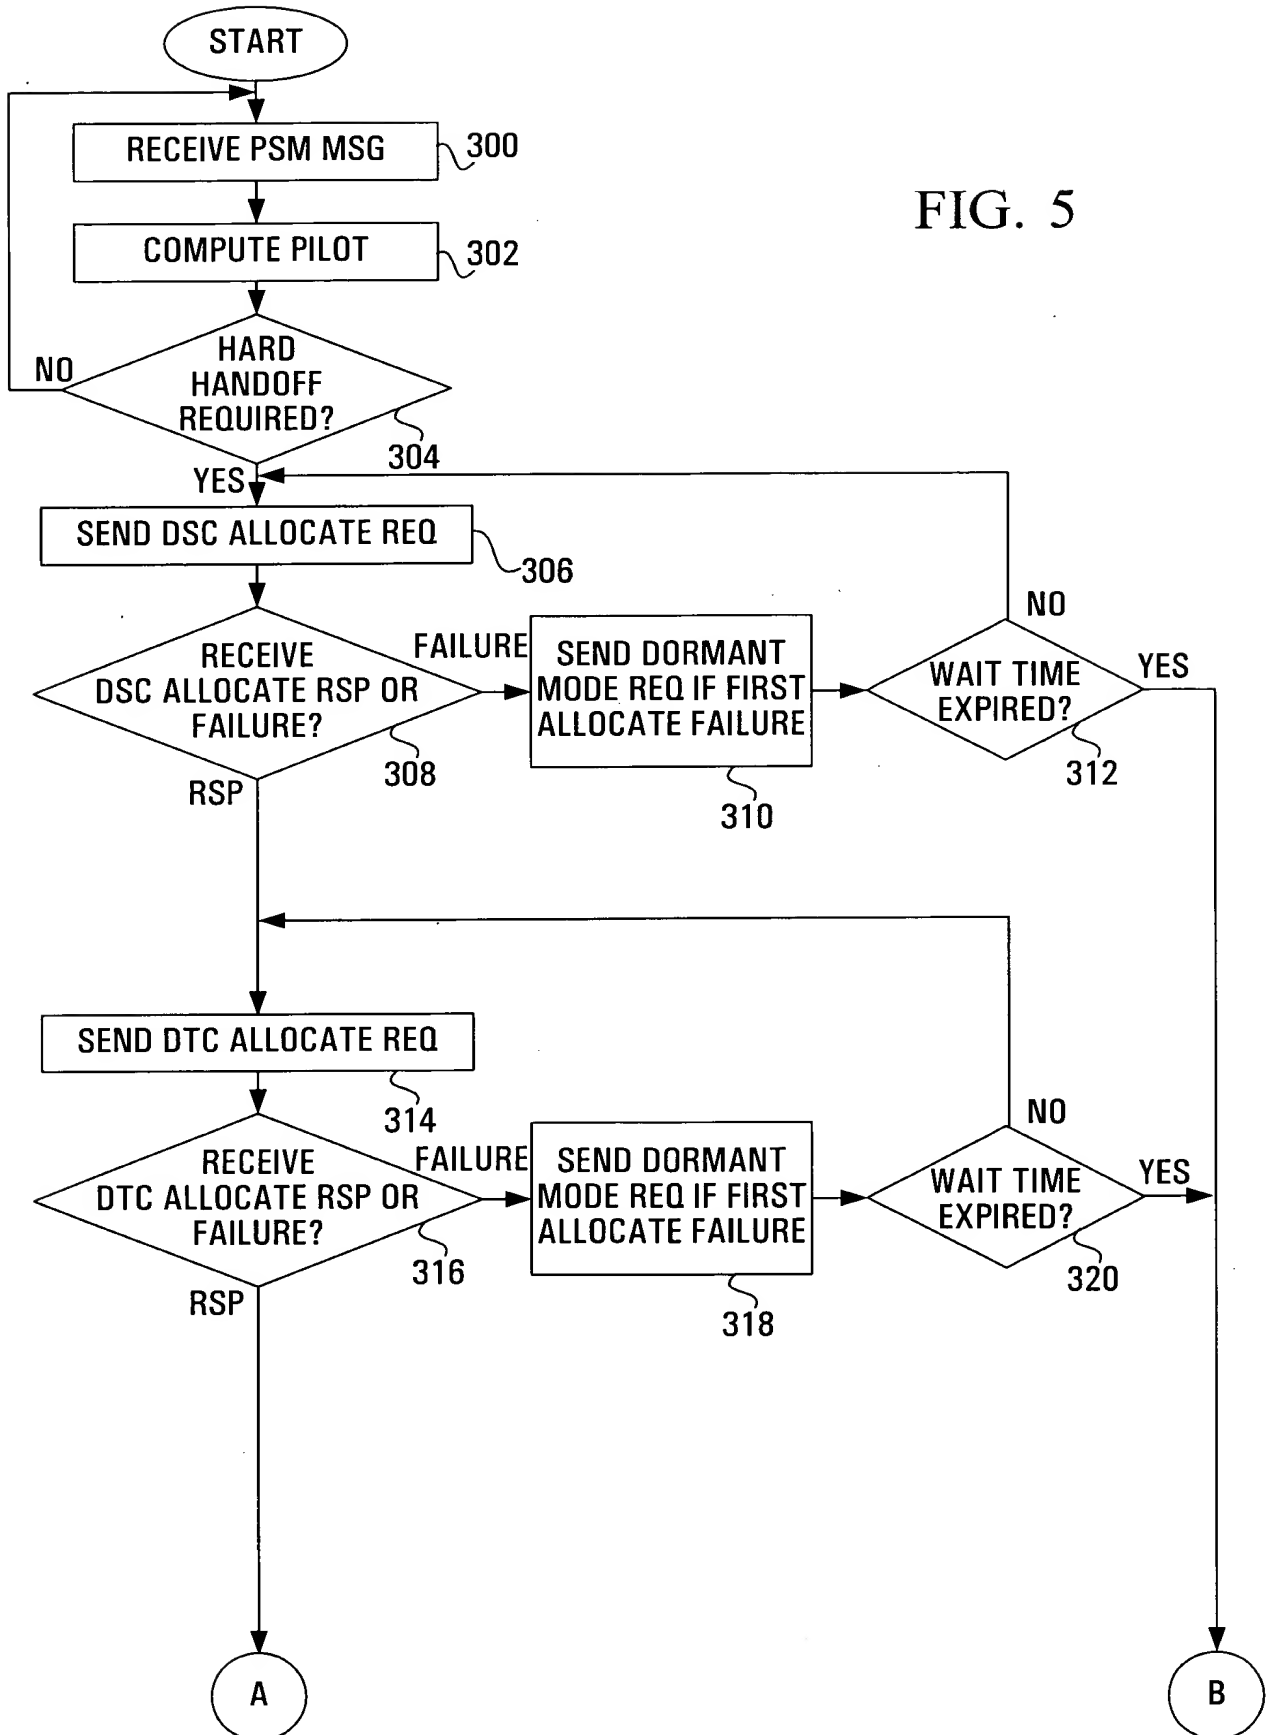 START
RECEIVE PSM MSG
300
FIG. 5
COMPUTE PILOT
302
HARD
HANDOFF
REQUIRED?
NO
304
YES
SEND DSC ALLOCATE REQ
306
RECEIVE
DSC ALLOCATE RSP OR
FAILURE?
308
FAILURE
SEND DORMANT
MODE REQ IF FIRST
ALLOCATE FAILURE
310
WAIT TIME
EXPIRED?
312
NO
YES
RSP
SEND DTC ALLOCATE REQ
314
RECEIVE
DTC ALLOCATE RSP OR
FAILURE?
316
FAILURE
SEND DORMANT
MODE REQ IF FIRST
ALLOCATE FAILURE
318
WAIT TIME
EXPIRED?
320
NO
YES
RSP
A
B